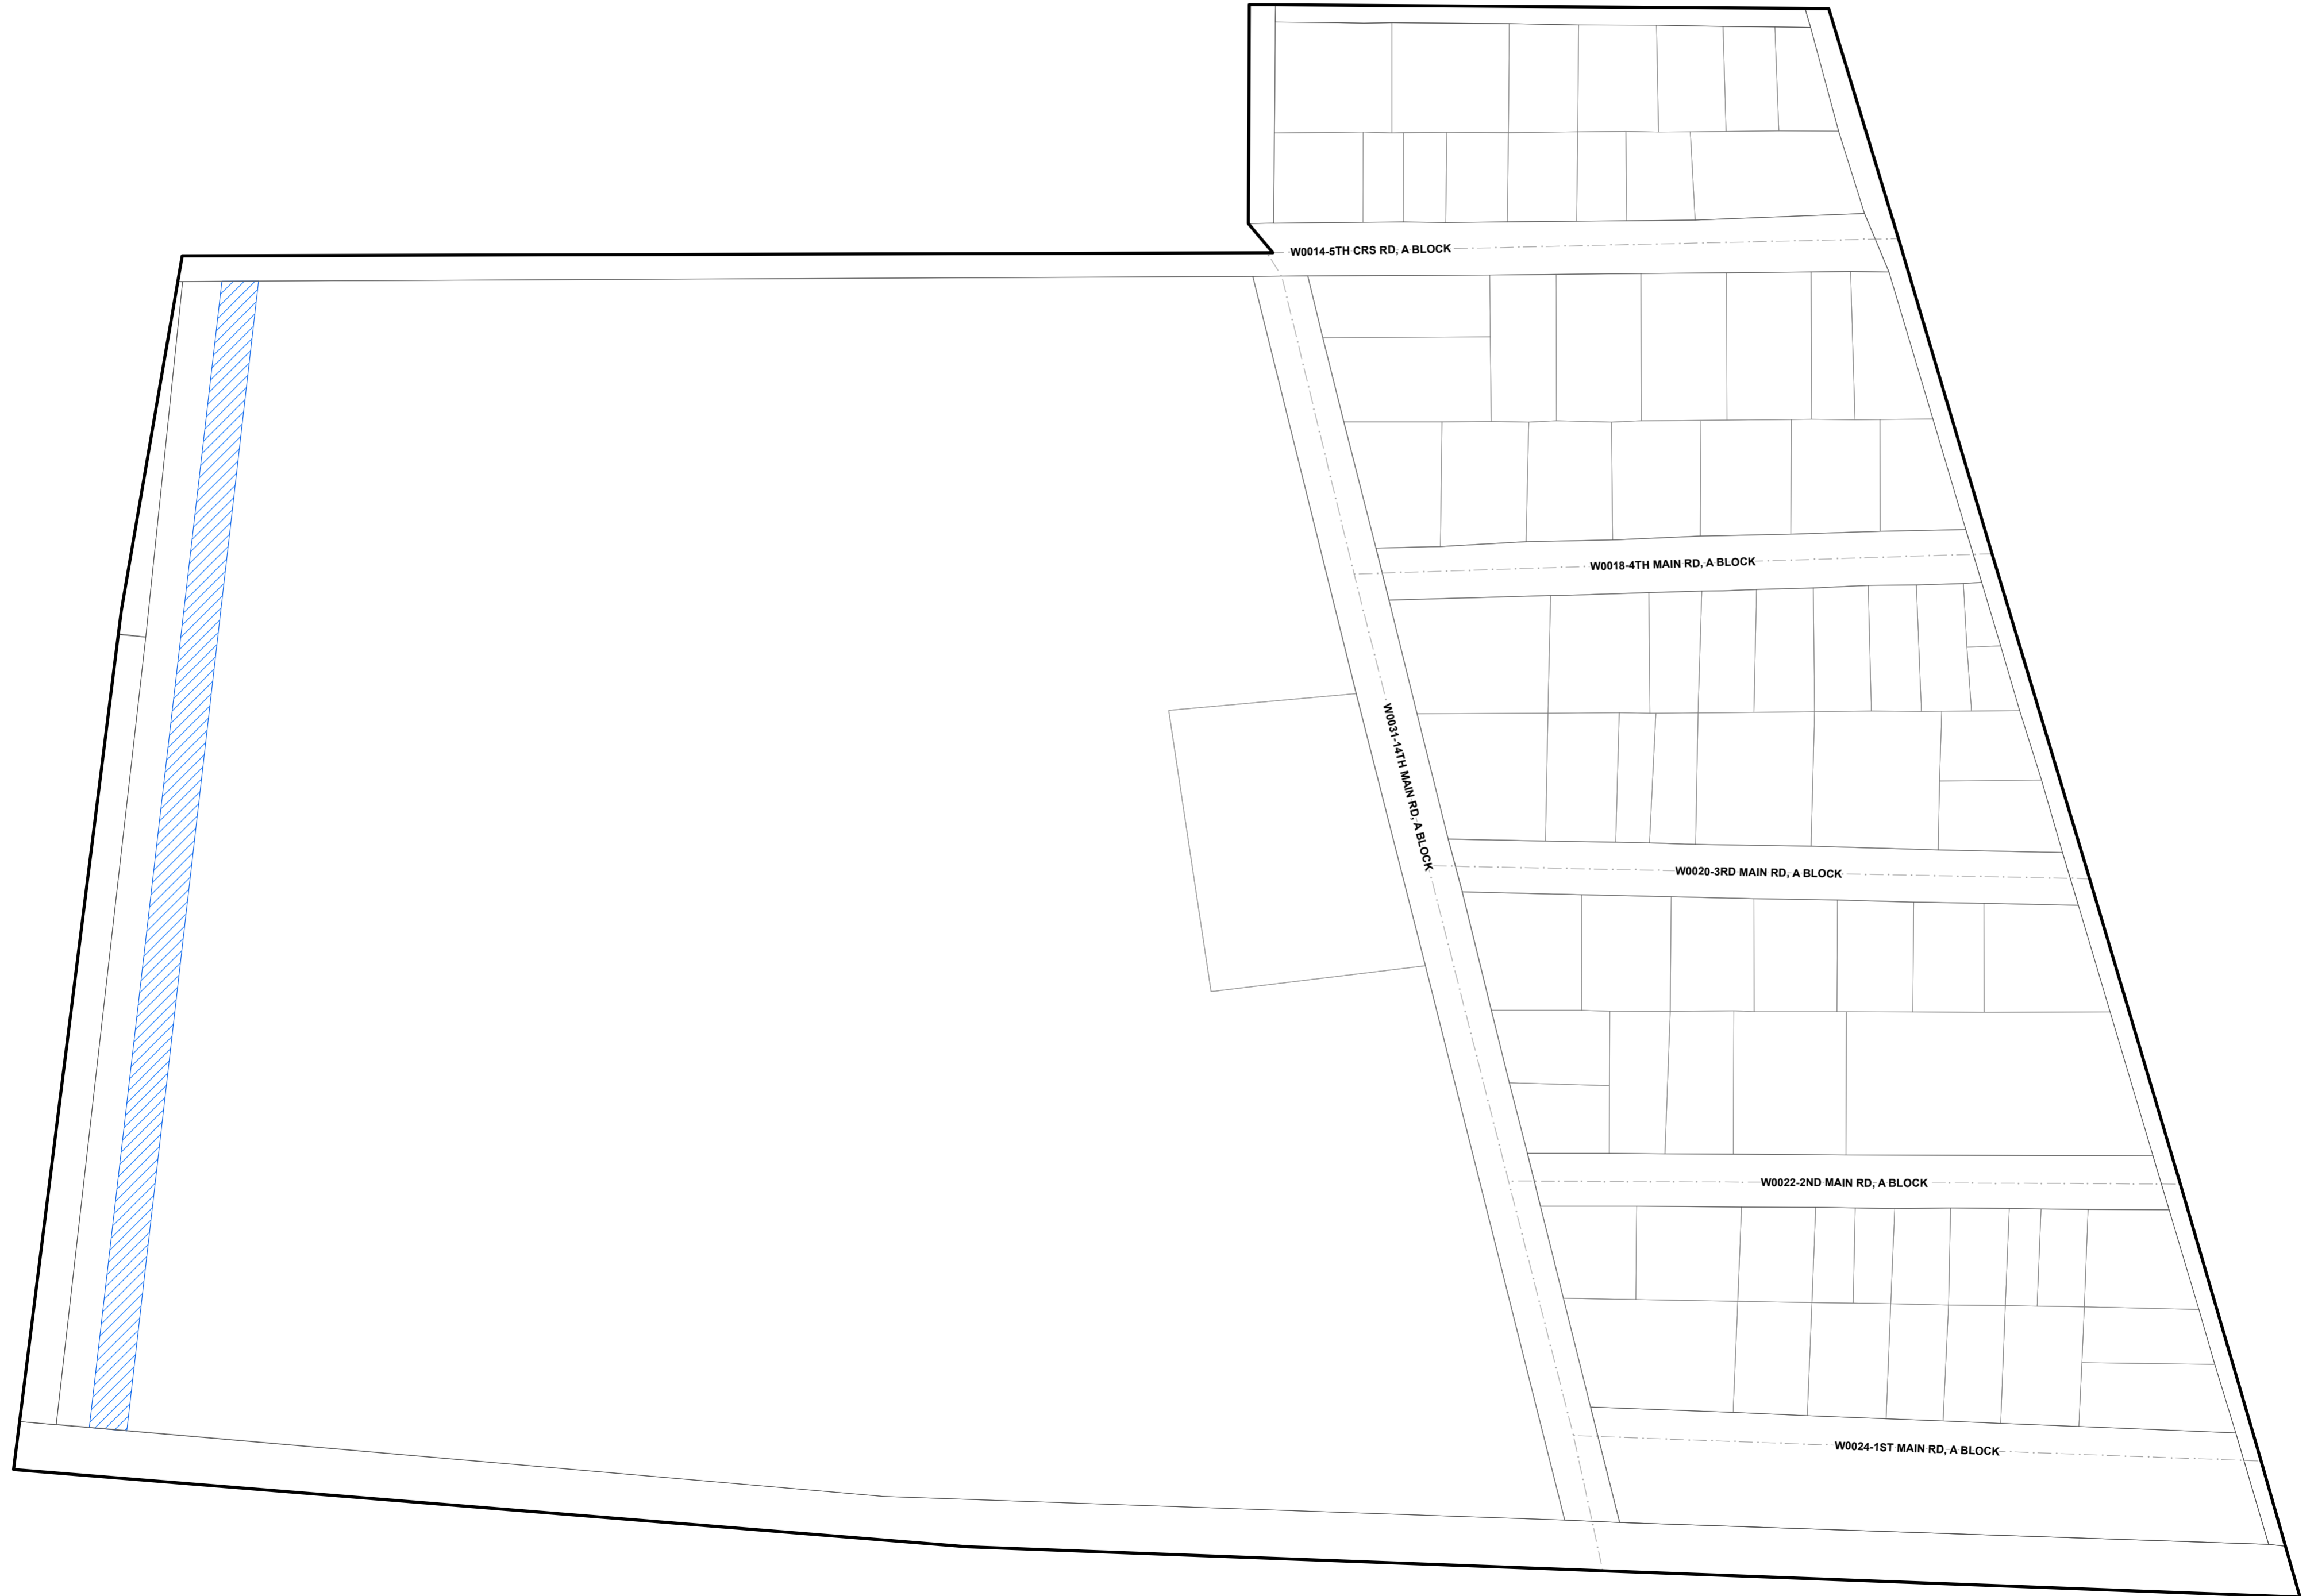 W0014-5TH CRS RD, A BLOCK
W0018-4TH MAIN RD, A BLOCK
W0031-14TH MAIN RD, A BLOCK
W0020-3RD MAIN RD, A BLOCK
W0022-2ND MAIN RD, A BLOCK
W0024-1ST MAIN RD, A BLOCK